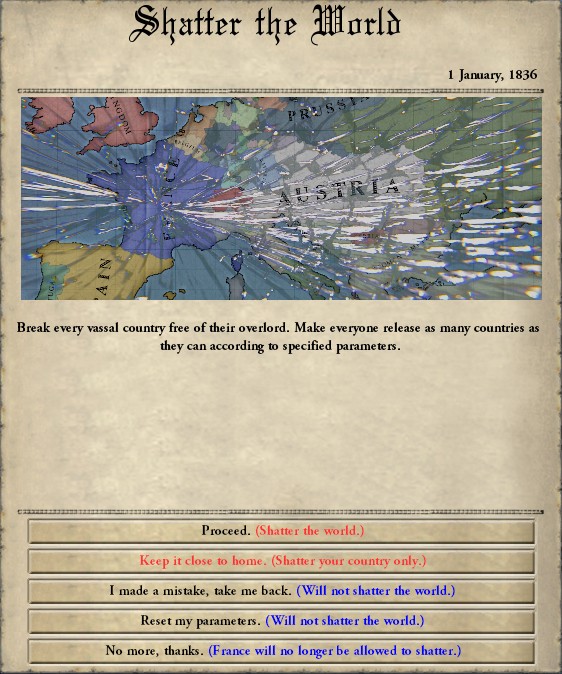 Shatter the World
1 January, 1836
PRUSSIA
AUSTRIA
Break every vassal country free of their overlord. Make everyone release as many countries as
they can according to specified parameters.
Proceed. (Shatter the world.)
Keep it close to home. (Shatter your country only.)
I made a mistake, take me back. (Will not shatter the world.)
Reset my parameters. (Will not shatter the world.)
No more, thanks. (France will no longer be allowed to shatter.)